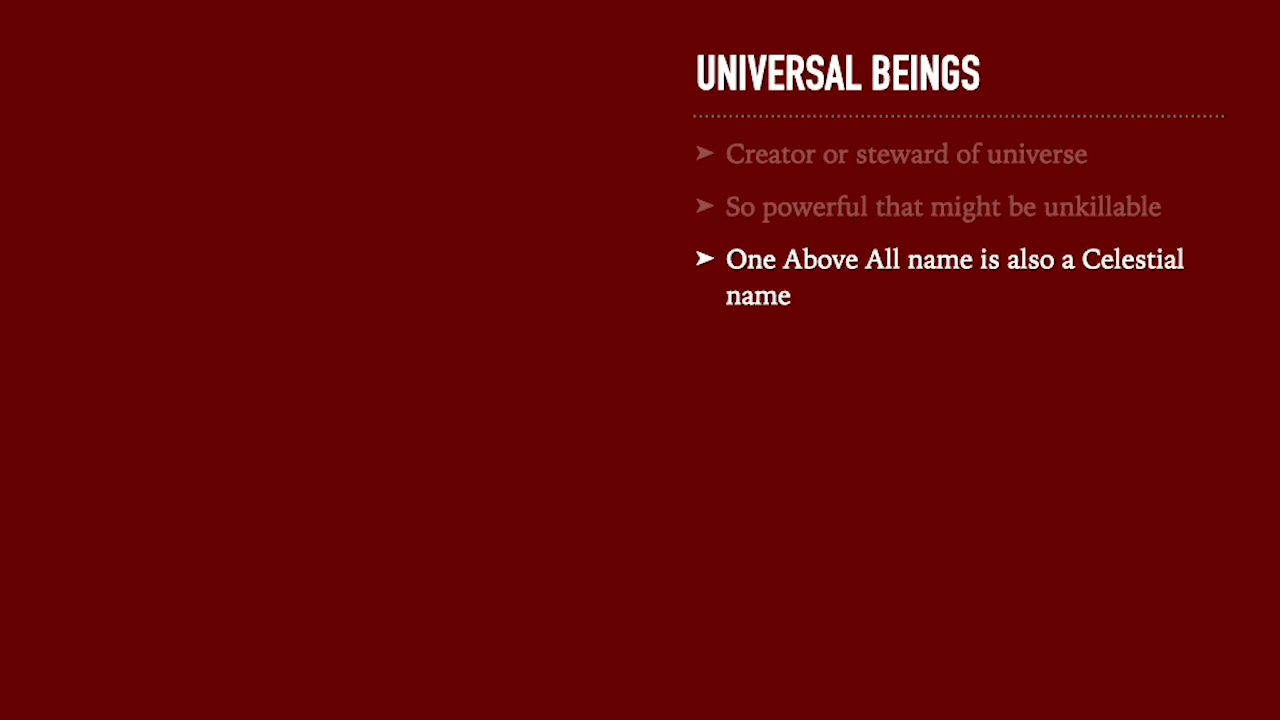 UNIVERSAL BEINGS
➤ Creator or steward of universe
➤ So powerful that might be unkillable
➤ One Above All name is also a Celestial
name